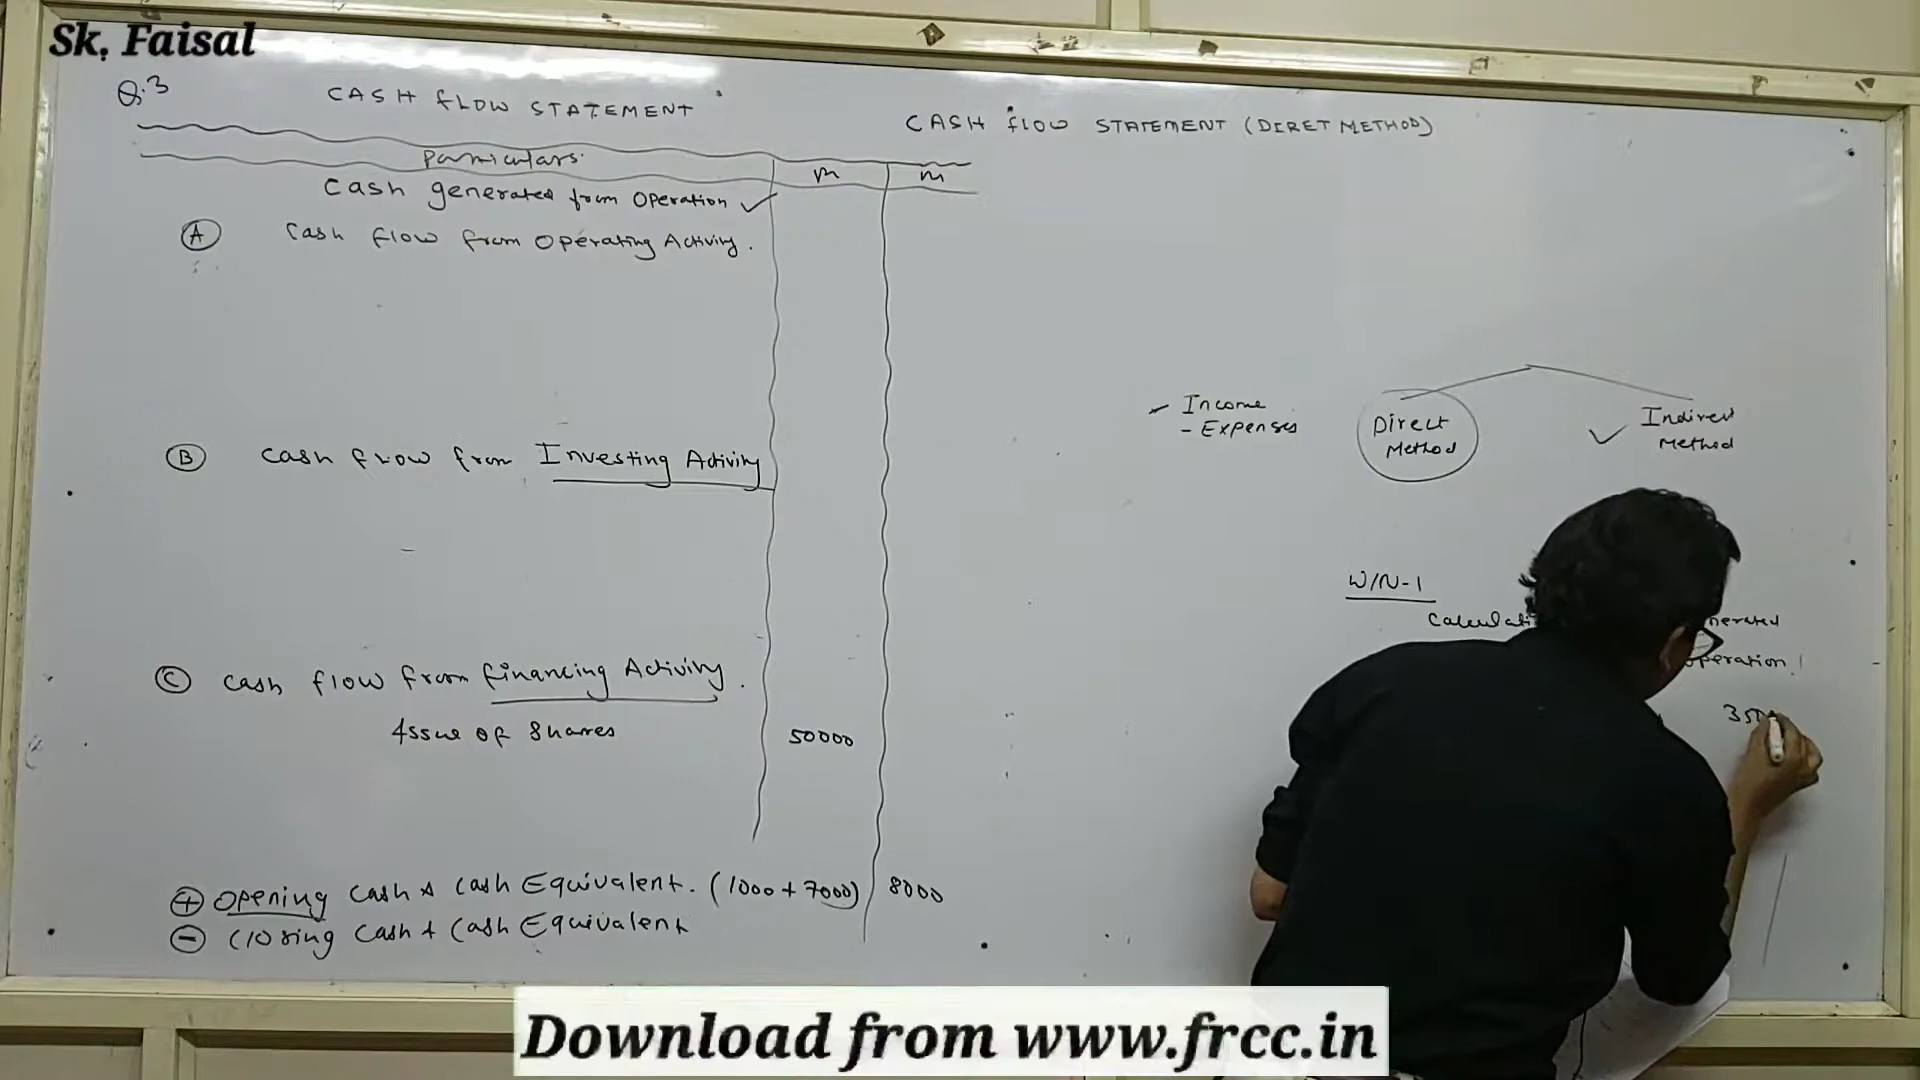 Sk. Faisal
Q.3
CASH flow STATEMENT
CASH flow STATEMENT (DIRET METHOD)
Particulars
Cash generated from Operation ✓
A Cash flow from Operating Activity.
- Income
- Expenses
Direct Method
✓ Indirect Method
B Cash flow from Investing Activity
W/N-1
operation
C Cash flow from financing Activity.
Issue of Shares 50000
+ Opening Cash & Cash Equivalent. (1000 + 7000) 8000
- Closing Cash & Cash Equivalent
Download from www.frcc.in